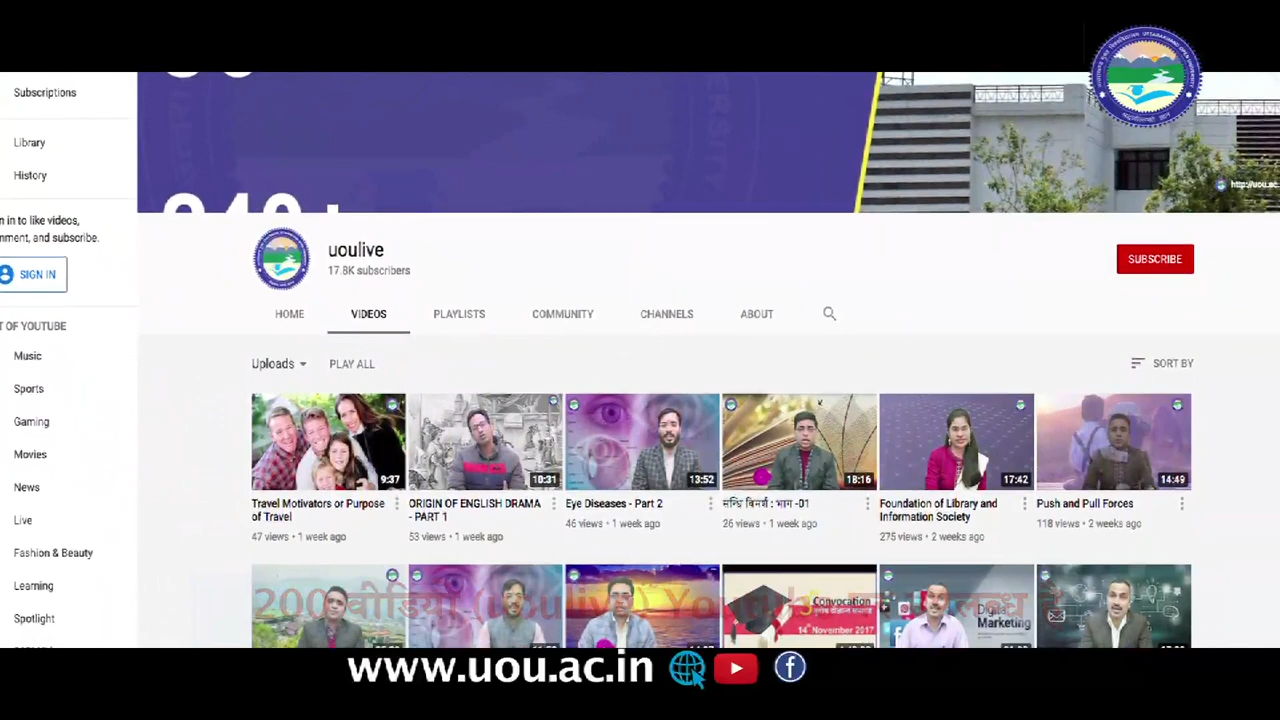 Subscriptions
Library
History
n in to like videos,
nment, and subscribe.
SIGN IN
T OF YOUTUBE
Music
Sports
Gaming
Movies
News
Live
Fashion & Beauty
Learning
Spotlight
http://uou.ac.
uoulive
17.8K subscribers
SUBSCRIBE
HOME VIDEOS PLAYLISTS COMMUNITY CHANNELS ABOUT
Uploads PLAY ALL SORT BY
9:37 10:31 13:52 18:16 17:42 14:49
Travel Motivators or Purpose of Travel
47 views • 1 week ago
ORIGIN OF ENGLISH DRAMA - PART 1
53 views • 1 week ago
Eye Diseases - Part 2
46 views • 1 week ago
: भाग -01
26 views • 1 week ago
Foundation of Library and Information Society
275 views • 2 weeks ago
Push and Pull Forces
118 views • 2 weeks ago
Convocation
14th November 2017
Digital Marketing
200 वीडियो (uoulive)
www.uou.ac.in